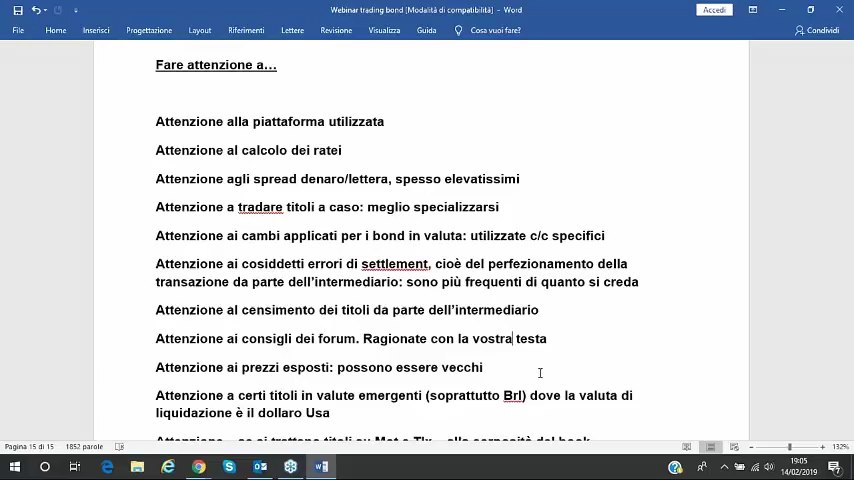 Webinar trading bond [Modalità di compatibilità] - Word
Accedi
File Home Inserisci Progettazione Layout Riferimenti Lettere Revisione Visualizza Guida Cosa vuoi fare? Condividi
Fare attenzione a…
Attenzione alla piattaforma utilizzata
Attenzione al calcolo dei ratei
Attenzione agli spread denaro/lettera, spesso elevatissimi
Attenzione a tradare titoli a caso: meglio specializzarsi
Attenzione ai cambi applicati per i bond in valuta: utilizzate c/c specifici
Attenzione ai cosiddetti errori di settlement, cioè del perfezionamento della
transazione da parte dell’intermediario: sono più frequenti di quanto si creda
Attenzione al censimento dei titoli da parte dell’intermediario
Attenzione ai consigli dei forum. Ragionate con la vostra testa
Attenzione ai prezzi esposti: possono essere vecchi
Attenzione a certi titoli in valute emergenti (soprattutto Brl) dove la valuta di
liquidazione è il dollaro Usa
Pagina 15 di 15 1852 parole 132%
19:05
14/02/2019